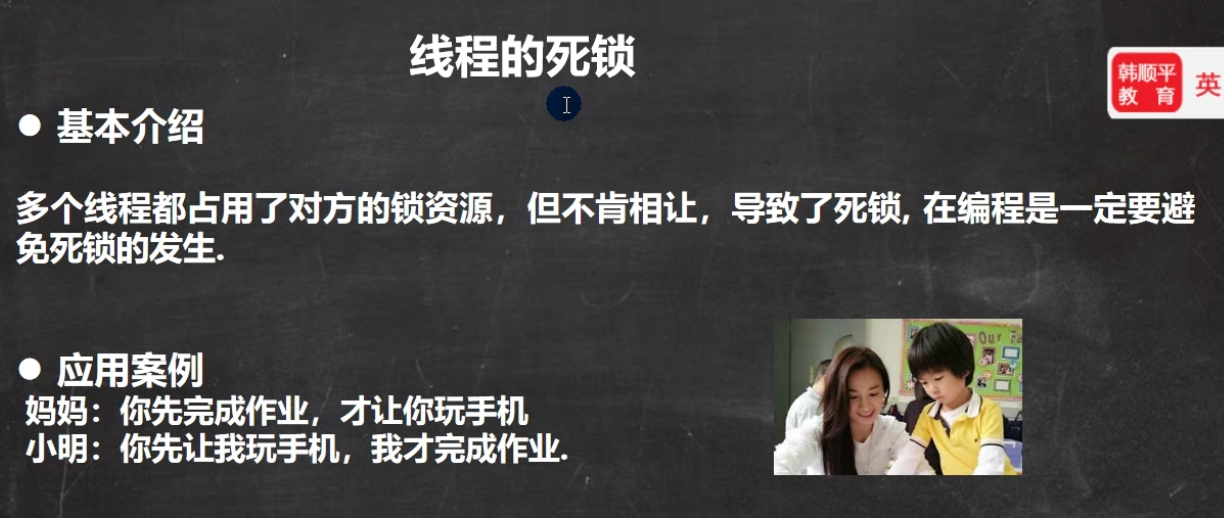 线程的死锁
韩顺平
教 育
英
● 基本介绍
多个线程都占用了对方的锁资源，但不肯相让，导致了死锁, 在编程是一定要避
免死锁的发生.
● 应用案例
妈妈：你先完成作业，才让你玩手机
小明：你先让我玩手机，我才完成作业.
Our Fa